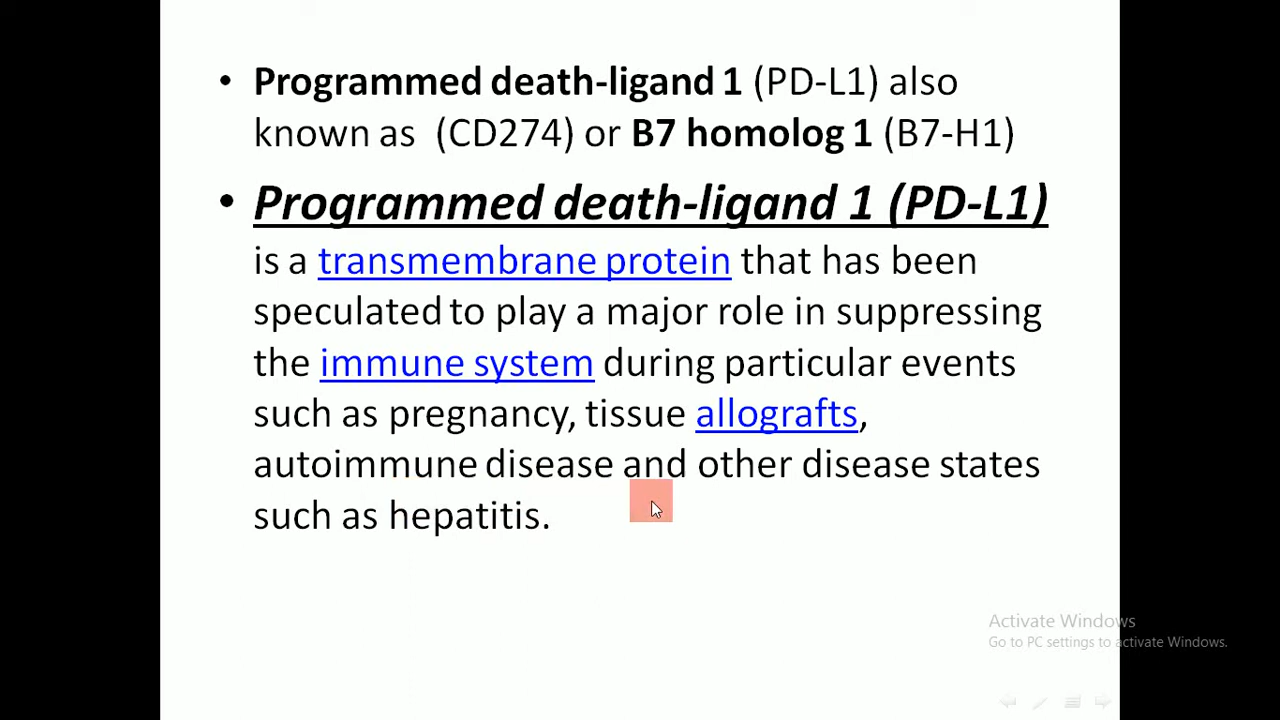 • Programmed death-ligand 1 (PD-L1) also
known as (CD274) or B7 homolog 1 (B7-H1)
• Programmed death-ligand 1 (PD-L1)
is a transmembrane protein that has been
speculated to play a major role in suppressing
the immune system during particular events
such as pregnancy, tissue allografts,
autoimmune disease and other disease states
such as hepatitis.
Activate Windows
Go to PC settings to activate Windows.